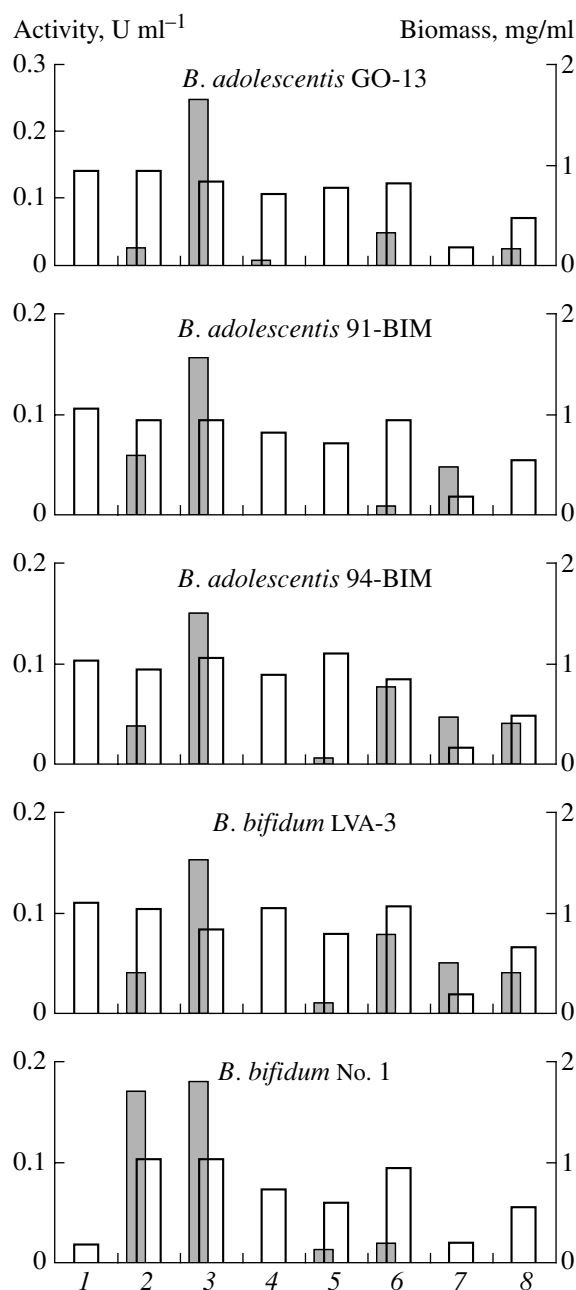 Activity, U ml⁻¹ Biomass, mg/ml
0.3 2
B. adolescentis GO-13
0.2
0.1 1
0 0
0.2 2
B. adolescentis 91-BIM
0.1 1
0 0
0.2 2
B. adolescentis 94-BIM
0.1 1
0 0
0.2 2
B. bifidum LVA-3
0.1 1
0 0
0.2 2
B. bifidum No. 1
0.1 1
0 0
1 2 3 4 5 6 7 8